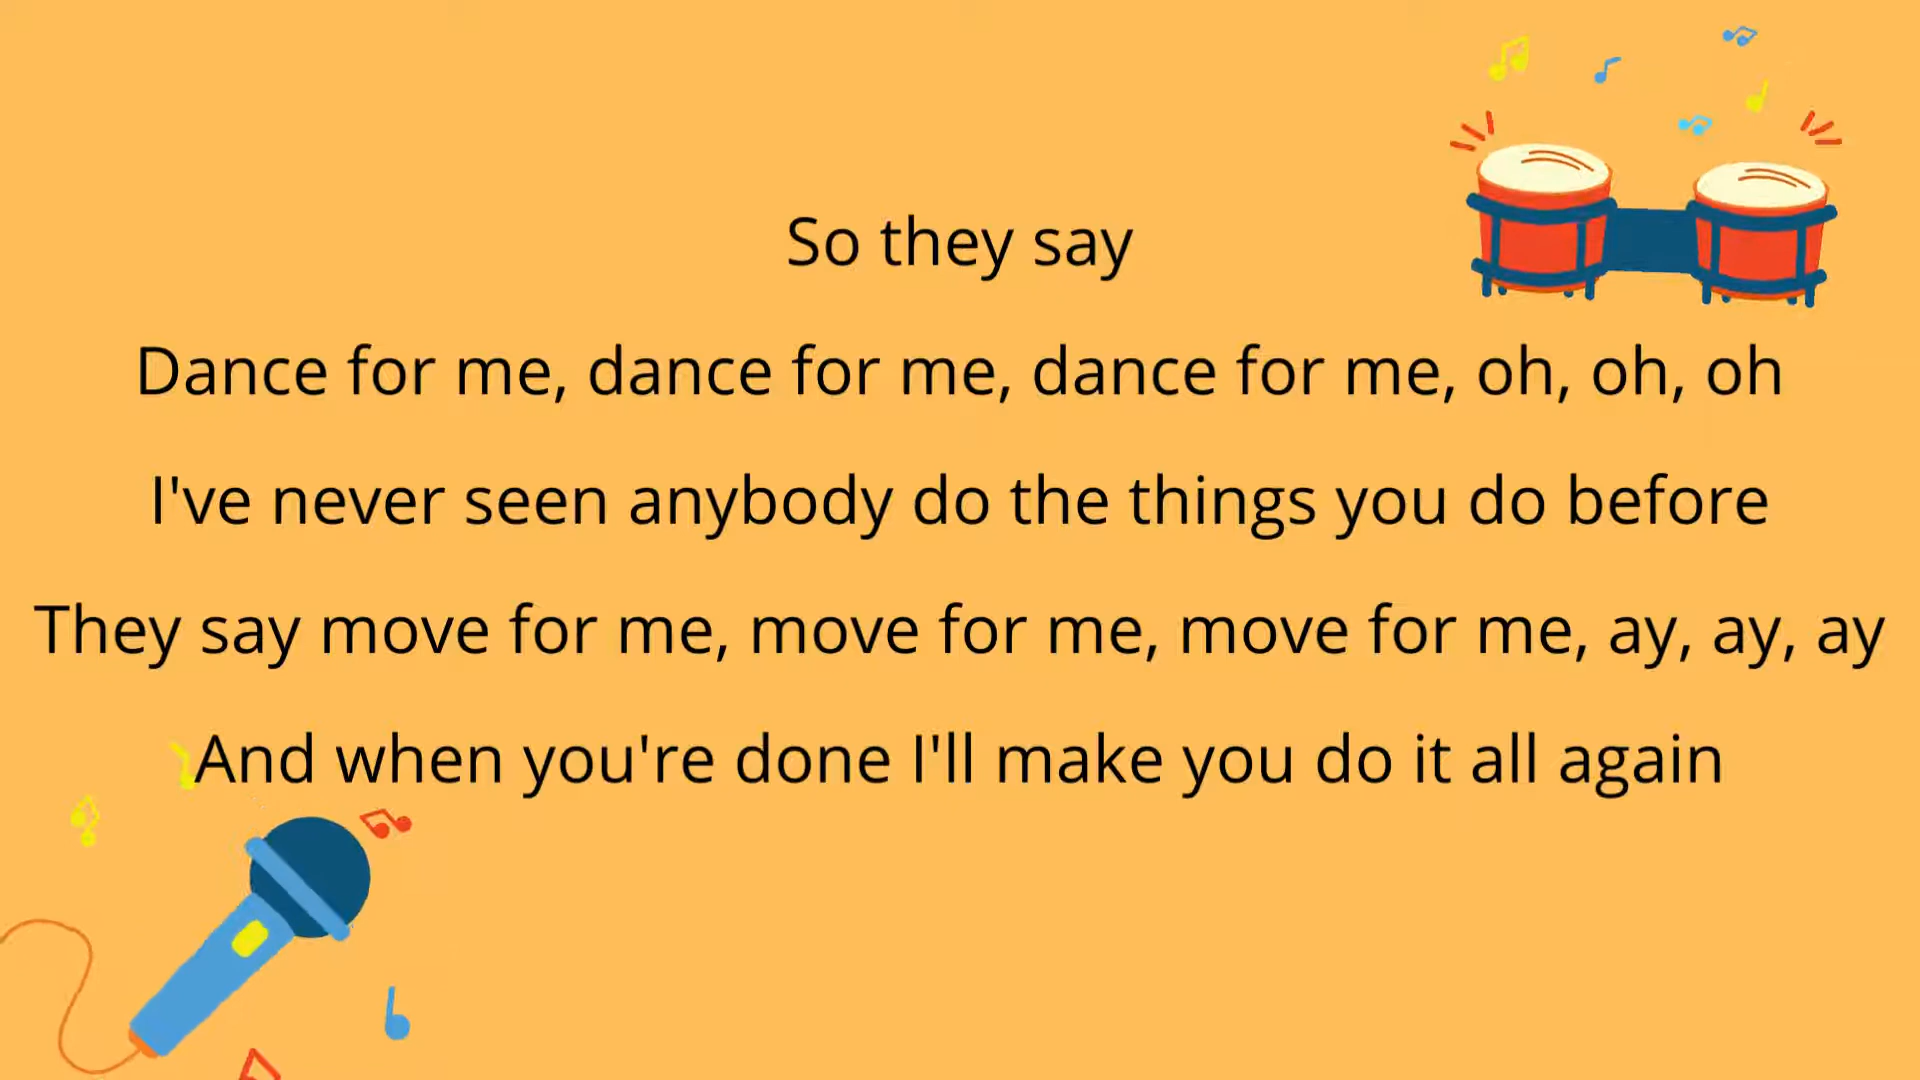 So they say
Dance for me, dance for me, dance for me, oh, oh, oh
I've never seen anybody do the things you do before
They say move for me, move for me, move for me, ay, ay, ay
And when you're done I'll make you do it all again